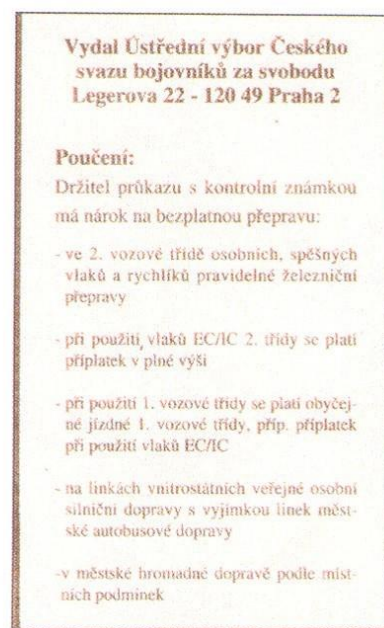 Vydal Ústřední výbor Českého
svazu bojovníků za svobodu
Legerova 22 - 120 49 Praha 2
Poučení:
Držitel průkazu s kontrolní známkou
má nárok na bezplatnou přepravu:
- ve 2. vozové třídě osobních, spěšných
vlaků a rychlíků pravidelné železniční
přepravy
- při použití vlaků EC/IC 2. třídy se platí
příplatek v plné výši
- při použití 1. vozové třídy se platí obyčej-
né jízdné 1. vozové třídy, příp. příplatek
při použití vlaků EC/IC
- na linkách vnitrostátních veřejné osobní
silniční dopravy s vyjímkou linek měst-
ské autobusové dopravy
-v městské hromadné dopravě podle míst-
ních podmínek